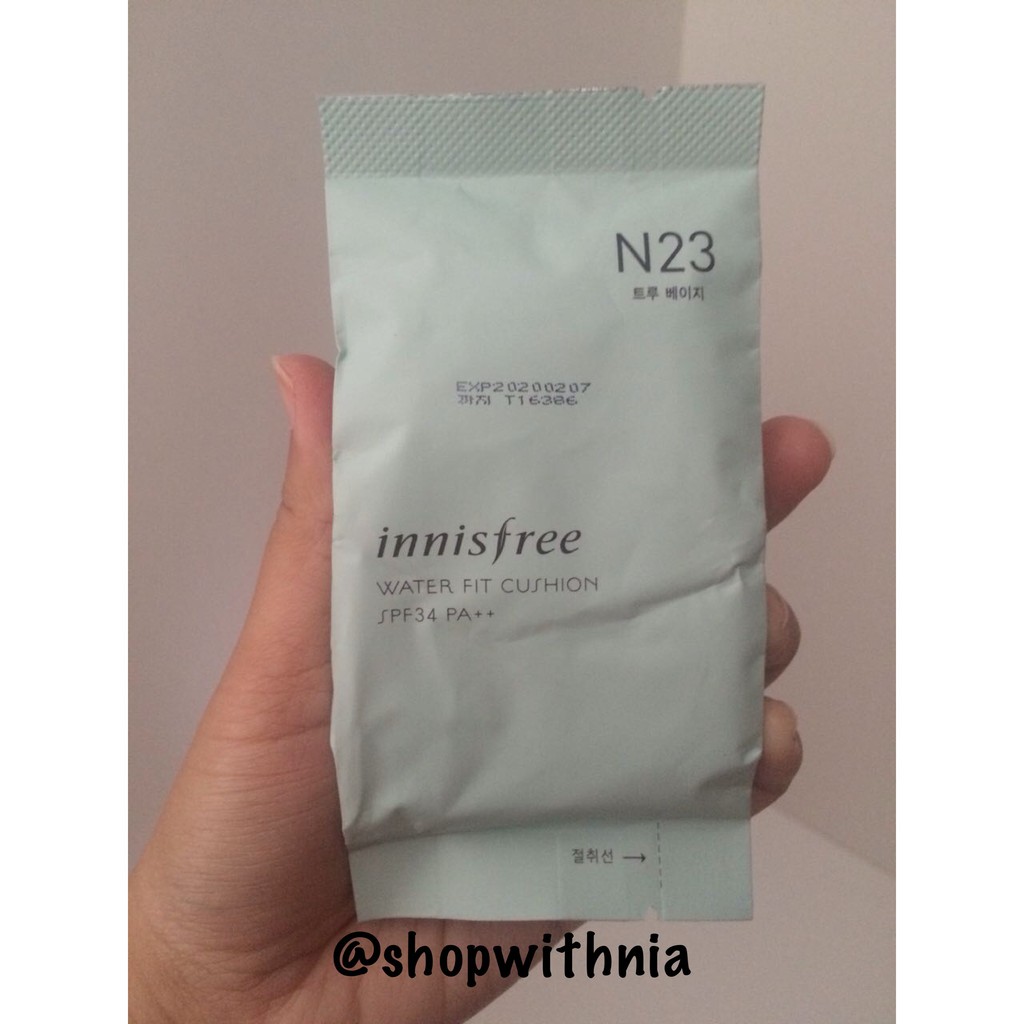 N23
트루 베이지
EXP20200207
까지 T16386
innisfree
WATER FIT CUSHION
SPF34 PA++
절취선 →
@shopwithnia